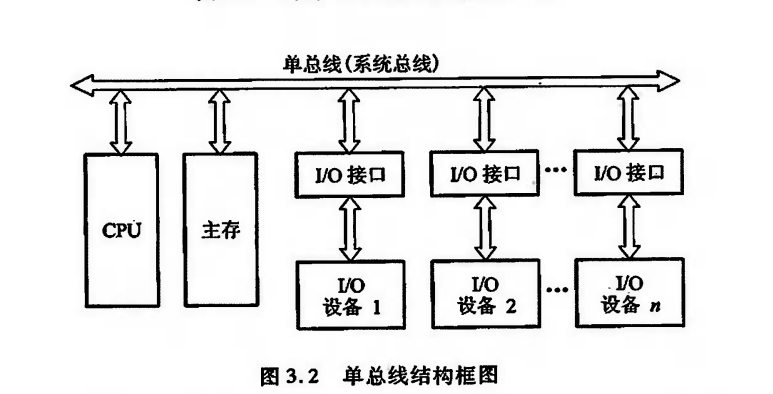 单总线(系统总线)
I/O 接口
I/O 接口
···
I/O 接口
CPU
主存
I/O
设备 1
I/O
设备 2
···
I/O
设备 n
图 3.2 单总线结构框图